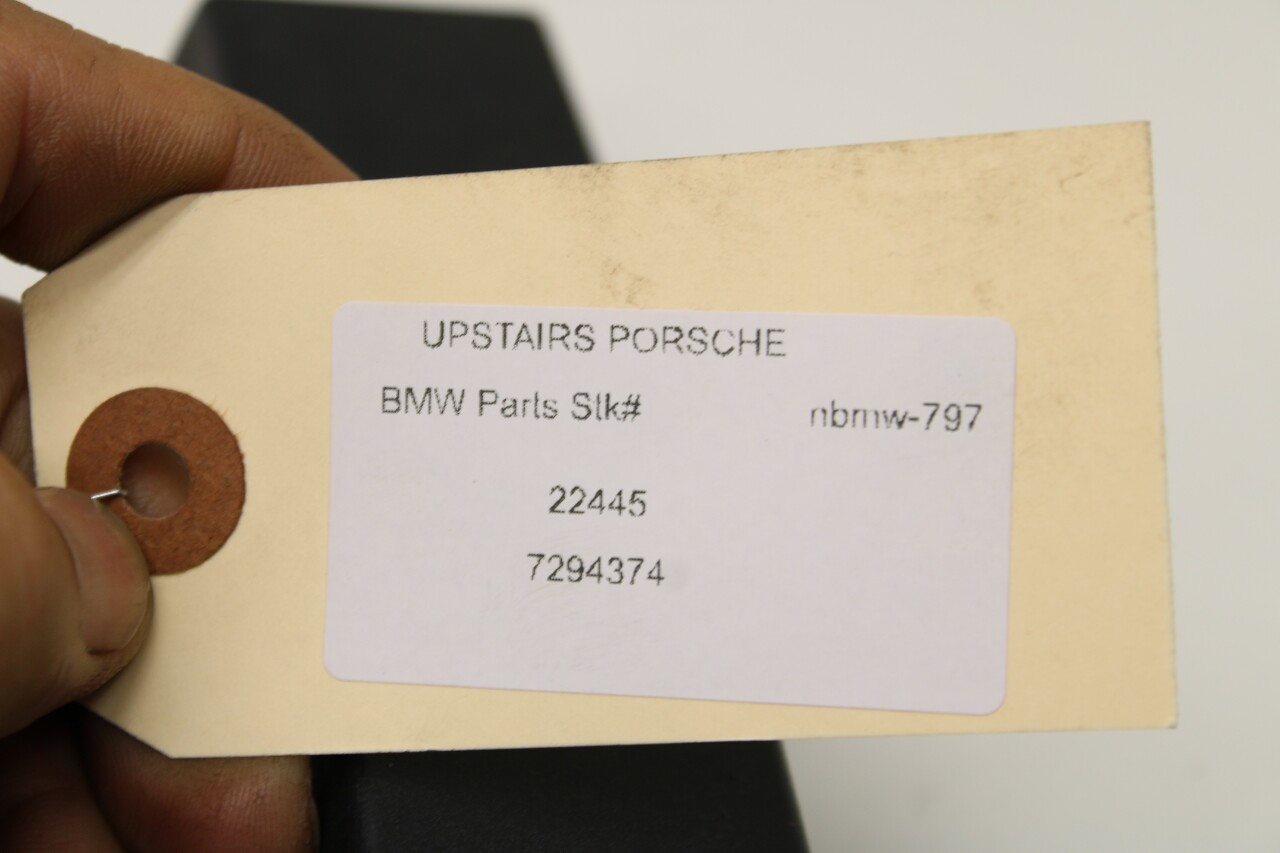 UPSTAIRS PORSCHE
BMW Parts Stk# nbmw-797
22445
7294374